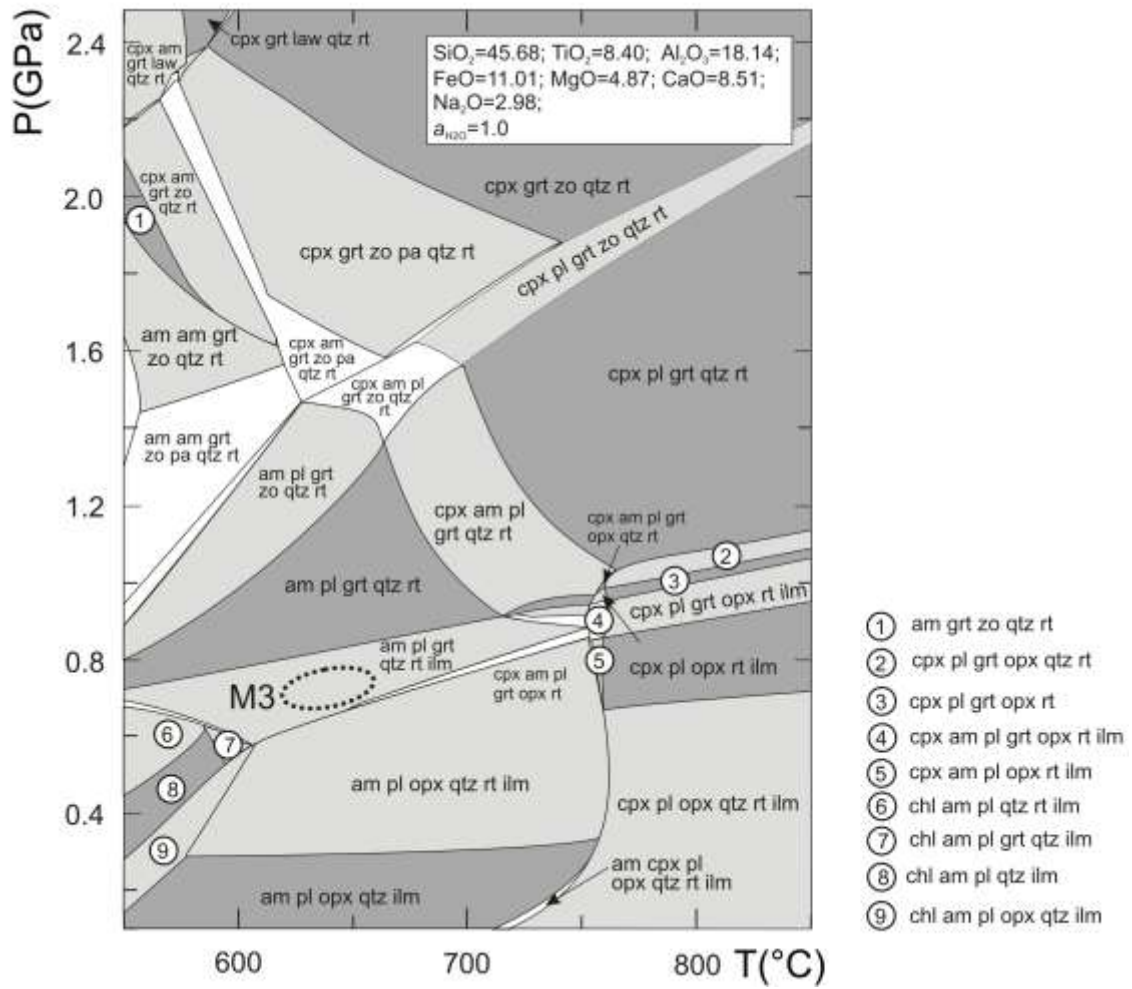 P(GPa)
2.4
2.0
1.6
1.2
0.8
0.4
600
700
800
T(°C)
cpx grt law qtz rt
SiO₂=45.68; TiO₂=8.40; Al₂O₃=18.14;
FeO=11.01; MgO=4.87; CaO=8.51;
Na₂O=2.98;
cpx am
grt law
qtz rt
cpx grt zo qtz rt
cpx am
grt zo
qtz rt
1
cpx grt zo pa qtz rt
cpx pl grt zo qtz rt
am am grt
zo qtz rt
cpx am
grt zo pa
qtz rt
cpx am pl
grt zo qtz
rt
cpx pl grt qtz rt
am am grt
zo pa qtz rt
am pl grt
zo qtz rt
cpx am pl
grt qtz rt
cpx am pl grt
opx qtz rt
2
3
am pl grt qtz rt
cpx pl grt opx rt ilm
4
am pl grt
qtz rt ilm
cpx am pl
grt opx rt
5
cpx pl opx rt ilm
M3
6
7
8
9
am pl opx qtz rt ilm
cpx pl opx qtz rt ilm
am pl opx qtz ilm
am cpx pl
opx qtz rt ilm
1 am grt zo qtz rt
2 cpx pl grt opx qtz rt
3 cpx pl grt opx rt
4 cpx am pl grt opx rt ilm
5 cpx am pl opx rt ilm
6 chl am pl qtz rt ilm
7 chl am pl grt qtz ilm
8 chl am pl qtz ilm
9 chl am pl opx qtz ilm